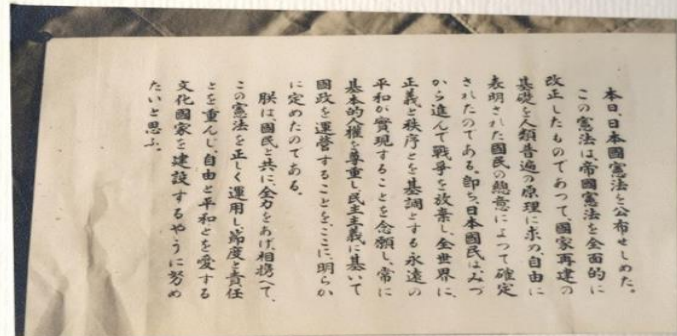 本日、日本國憲法を公布せしめた。
この憲法は、帝國憲法を全面的に
改正したものであつて、國家再建の
基礎を人類普遍の原理に求め、自由に
表明された國民の總意によつて確定
されたのである。即ち、日本國民は、みづ
から進んで戰爭を放棄し、全世界に、
正義と秩序とを基調とする永遠の
平和が實現することを念願し、常に
基本的人權を尊重し、民主主義に基いて
國政を運營することを、ここに、明らか
に定めたのである。
朕は、國民と共に、全力をあげ、相携へて、
この憲法を正しく運用し、節度と責任
とを重んじ、自由と平和とを愛する
文化國家を建設するやうに努め
たいと思ふ。